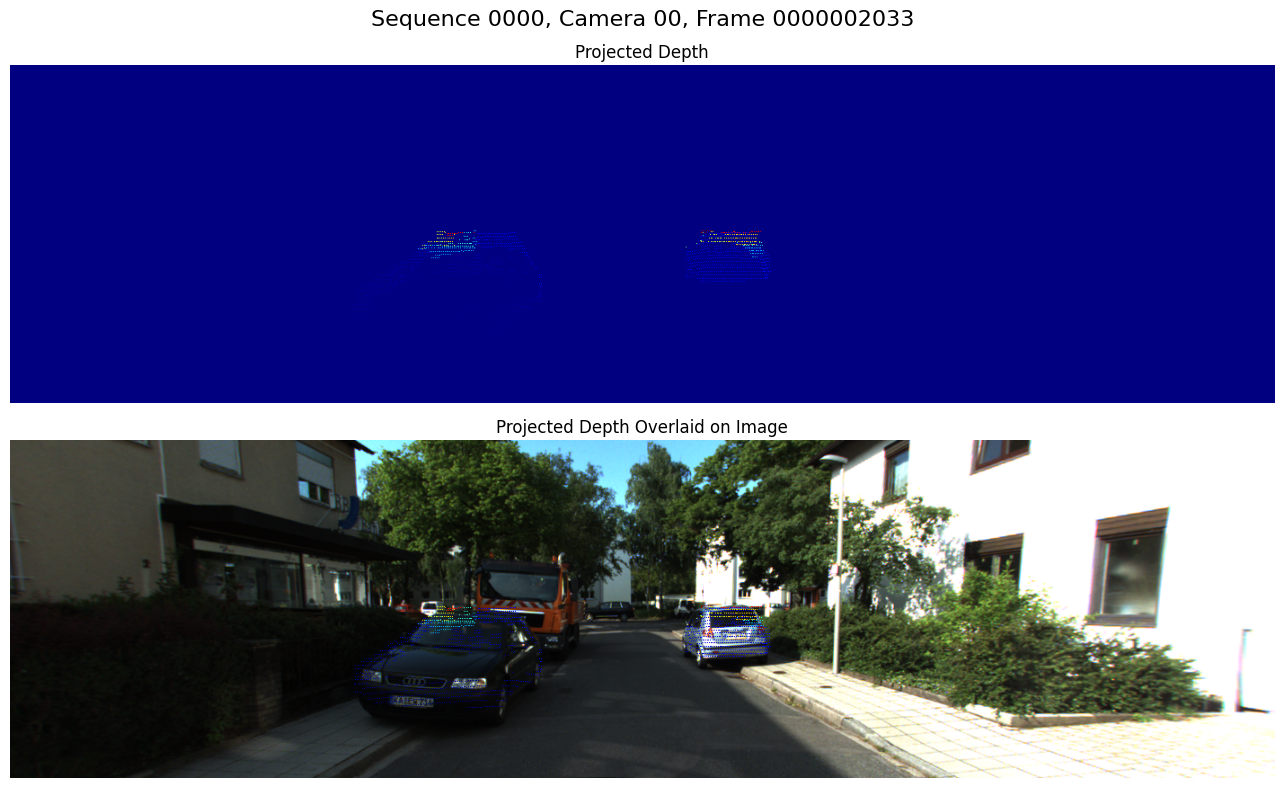 Sequence 0000, Camera 00, Frame 0000002033
Projected Depth
Projected Depth Overlaid on Image